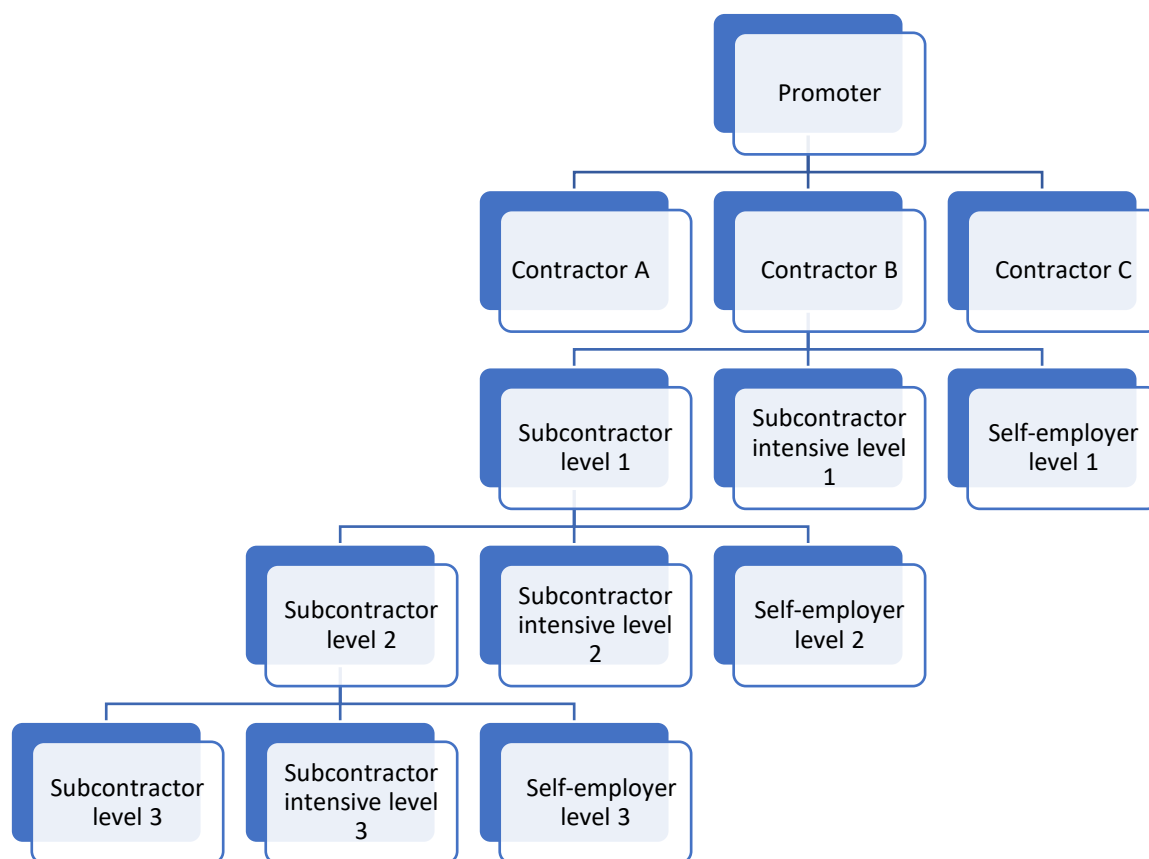 Promoter
Contractor A
Contractor B
Contractor C
Subcontractor
level 1
Subcontractor
intensive level
1
Self-employer
level 1
Subcontractor
level 2
Subcontractor
intensive level
2
Self-employer
level 2
Subcontractor
level 3
Subcontractor
intensive level
3
Self-employer
level 3